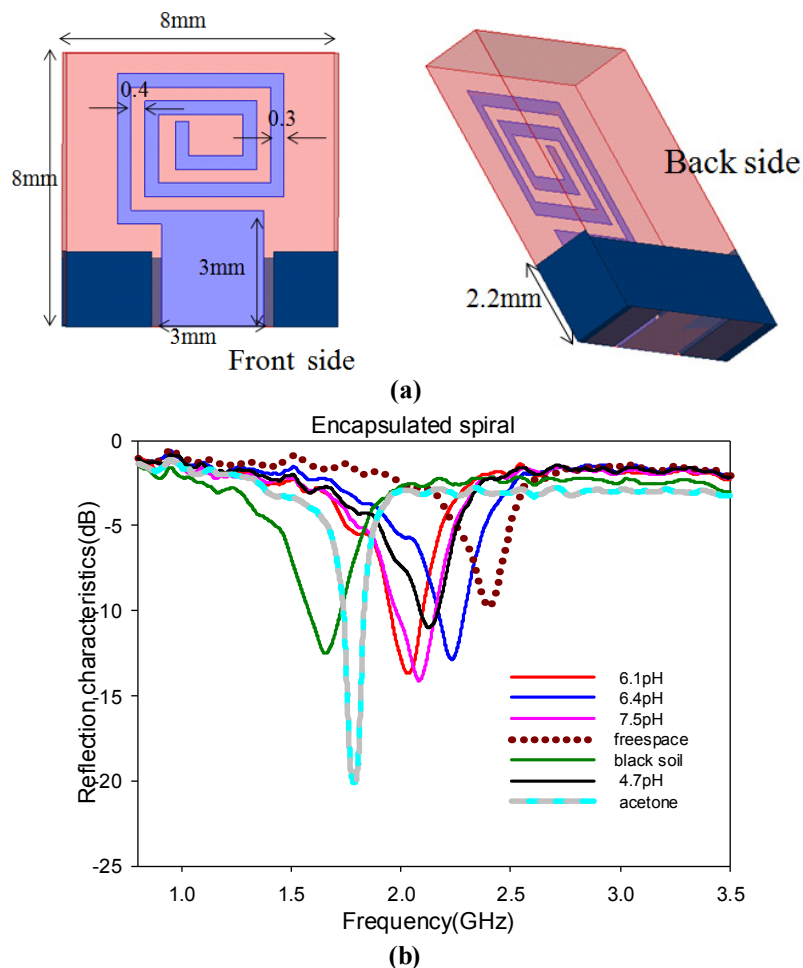 8mm
0.4
0.3
8mm
3mm
3mm
Front side
Back side
2.2mm
(a)
Encapsulated spiral
Reflection,characteristics(dB)
0
-5
-10
-15
-20
-25
6.1pH
6.4pH
7.5pH
freespace
black soil
4.7pH
acetone
1.0 1.5 2.0 2.5 3.0 3.5
Frequency(GHz)
(b)